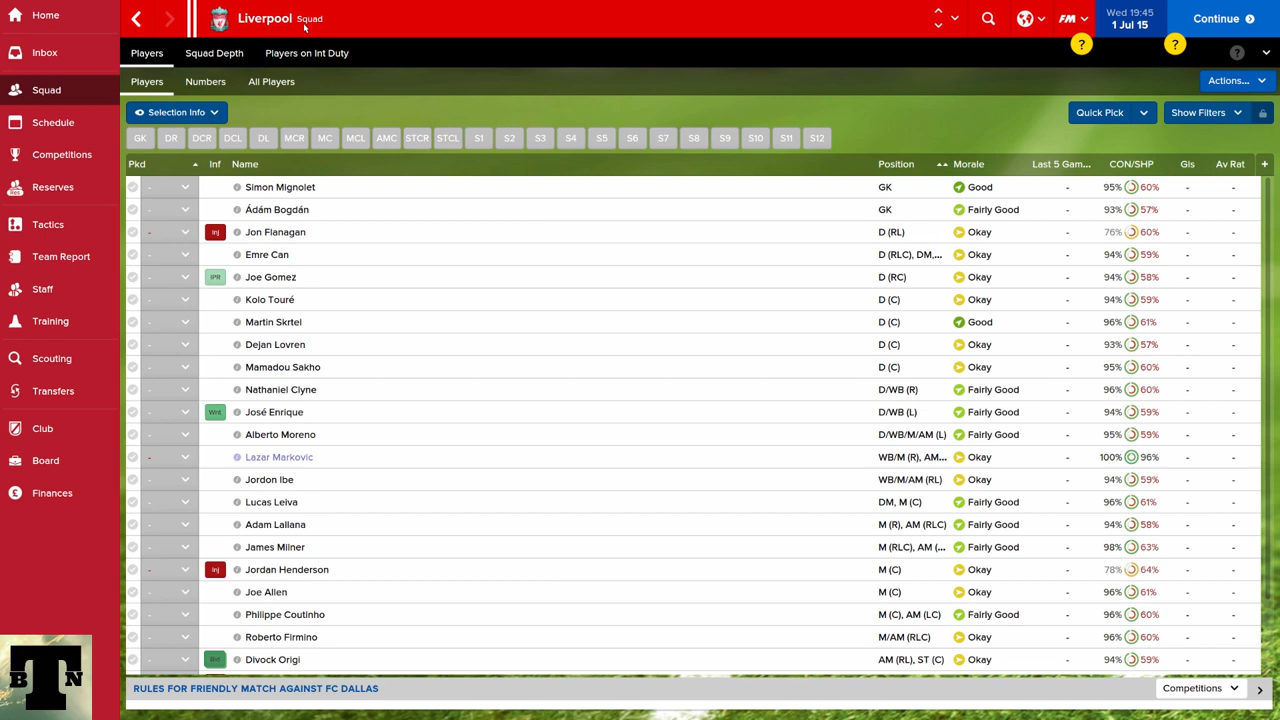 Home
Liverpool Squad
FM
Wed 19:45
1 Jul 15
Continue
?
?
?
Inbox
Players Squad Depth Players on Int Duty
Squad
Players Numbers All Players
Actions...
Schedule
Selection Info
Quick Pick
Show Filters
GK DR DCR DCL DL MCR MC MCL AMC STCR STCL S1 S2 S3 S4 S5 S6 S7 S8 S9 S10 S11 S12
Competitions
Reserves
Tactics
Team Report
Staff
Training
Scouting
Transfers
Club
Board
Finances
Pkd Inf Name Position Morale Last 5 Gam... CON/SHP Gls Av Rat +
- Simon Mignolet GK Good - 95% 60% - -
- Ádám Bogdán GK Fairly Good - 93% 57% - -
- Inj Jon Flanagan D (RL) Okay - 76% 60% - -
- Emre Can D (RLC), DM,... Okay - 94% 59% - -
- IPR Joe Gomez D (RC) Okay - 94% 58% - -
- Kolo Touré D (C) Okay - 94% 59% - -
- Martin Skrtel D (C) Good - 96% 61% - -
- Dejan Lovren D (C) Okay - 93% 57% - -
- Mamadou Sakho D (C) Okay - 95% 60% - -
- Nathaniel Clyne D/WB (R) Fairly Good - 96% 60% - -
- Wnt José Enrique D/WB (L) Fairly Good - 94% 59% - -
- Alberto Moreno D/WB/M/AM (L) Fairly Good - 95% 59% - -
- Lazar Markovic WB/M (R), AM... Okay - 100% 96% - -
- Jordon Ibe WB/M/AM (RL) Okay - 94% 59% - -
- Lucas Leiva DM, M (C) Fairly Good - 96% 61% - -
- Adam Lallana M (R), AM (RLC) Fairly Good - 94% 58% - -
- James Milner M (RLC), AM (... Fairly Good - 98% 63% - -
- Inj Jordan Henderson M (C) Okay - 78% 64% - -
- Joe Allen M (C) Okay - 96% 61% - -
- Philippe Coutinho M (C), AM (LC) Fairly Good - 96% 60% - -
- Roberto Firmino M/AM (RLC) Okay - 96% 60% - -
- Divock Origi AM (RL), ST (C) Okay - 94% 59% - -
RULES FOR FRIENDLY MATCH AGAINST FC DALLAS
Competitions
BTN